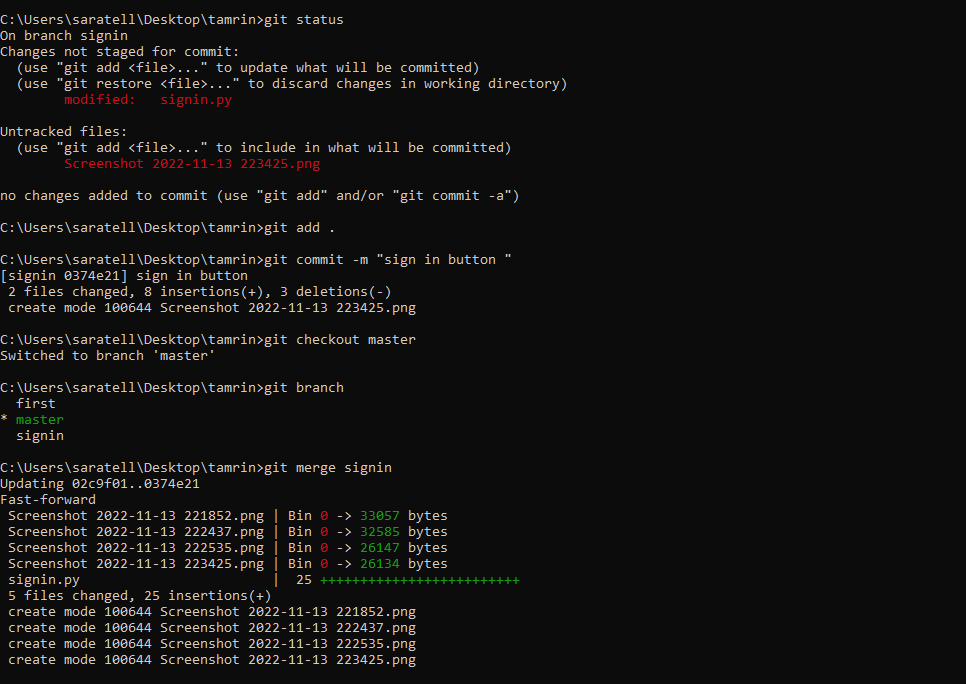 C:\Users\saratell\Desktop\tamrin>git status
On branch signin
Changes not staged for commit:
  (use "git add <file>..." to update what will be committed)
  (use "git restore <file>..." to discard changes in working directory)
        modified:   signin.py

Untracked files:
  (use "git add <file>..." to include in what will be committed)
        Screenshot 2022-11-13 223425.png

no changes added to commit (use "git add" and/or "git commit -a")

C:\Users\saratell\Desktop\tamrin>git add .

C:\Users\saratell\Desktop\tamrin>git commit -m "sign in button "
[signin 0374e21] sign in button
 2 files changed, 8 insertions(+), 3 deletions(-)
 create mode 100644 Screenshot 2022-11-13 223425.png

C:\Users\saratell\Desktop\tamrin>git checkout master
Switched to branch 'master'

C:\Users\saratell\Desktop\tamrin>git branch
  first
* master
  signin

C:\Users\saratell\Desktop\tamrin>git merge signin
Updating 02c9f01..0374e21
Fast-forward
 Screenshot 2022-11-13 221852.png | Bin 0 -> 33057 bytes
 Screenshot 2022-11-13 222437.png | Bin 0 -> 32585 bytes
 Screenshot 2022-11-13 222535.png | Bin 0 -> 26147 bytes
 Screenshot 2022-11-13 223425.png | Bin 0 -> 26134 bytes
 signin.py                        |  25 +++++++++++++++++++++++++
 5 files changed, 25 insertions(+)
 create mode 100644 Screenshot 2022-11-13 221852.png
 create mode 100644 Screenshot 2022-11-13 222437.png
 create mode 100644 Screenshot 2022-11-13 222535.png
 create mode 100644 Screenshot 2022-11-13 223425.png